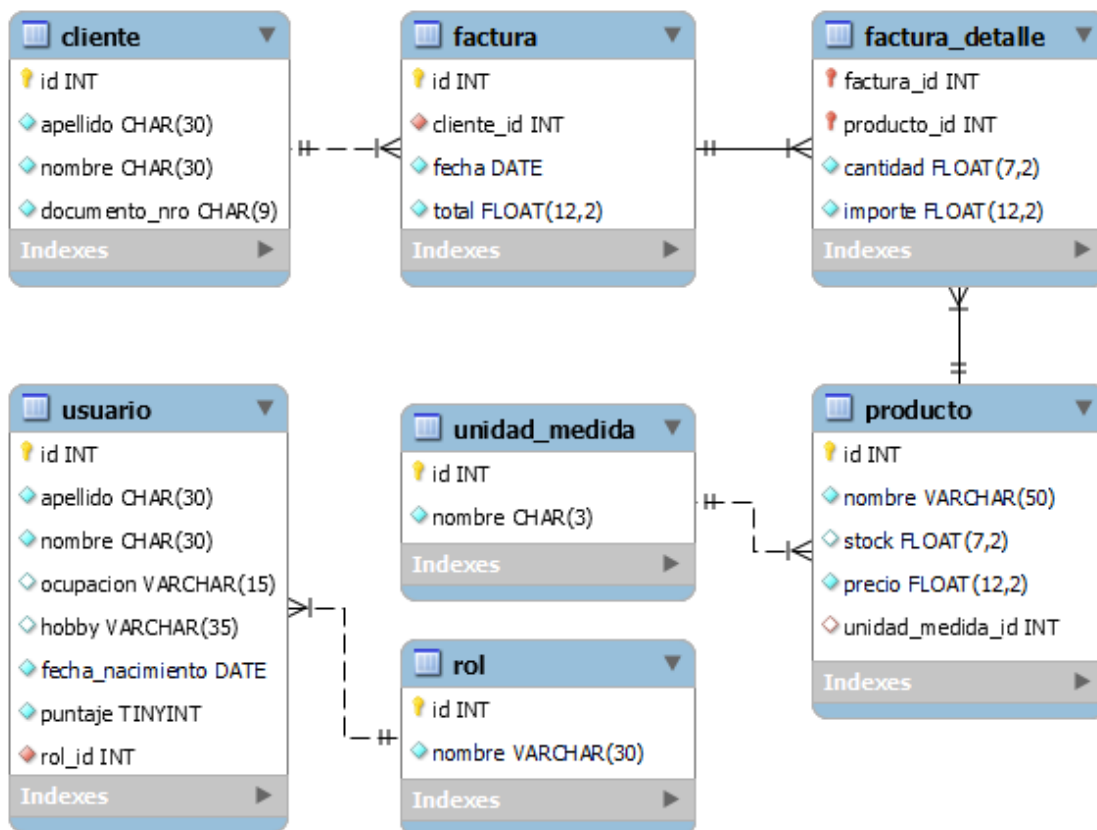 cliente
id INT
apellido CHAR(30)
nombre CHAR(30)
documento_nro CHAR(9)
Indexes
factura
id INT
cliente_id INT
fecha DATE
total FLOAT(12,2)
Indexes
factura_detalle
factura_id INT
producto_id INT
cantidad FLOAT(7,2)
importe FLOAT(12,2)
Indexes
usuario
id INT
apellido CHAR(30)
nombre CHAR(30)
ocupacion VARCHAR(15)
hobby VARCHAR(35)
fecha_nacimiento DATE
puntaje TINYINT
rol_id INT
Indexes
unidad_medida
id INT
nombre CHAR(3)
Indexes
rol
id INT
nombre VARCHAR(30)
Indexes
producto
id INT
nombre VARCHAR(50)
stock FLOAT(7,2)
precio FLOAT(12,2)
unidad_medida_id INT
Indexes